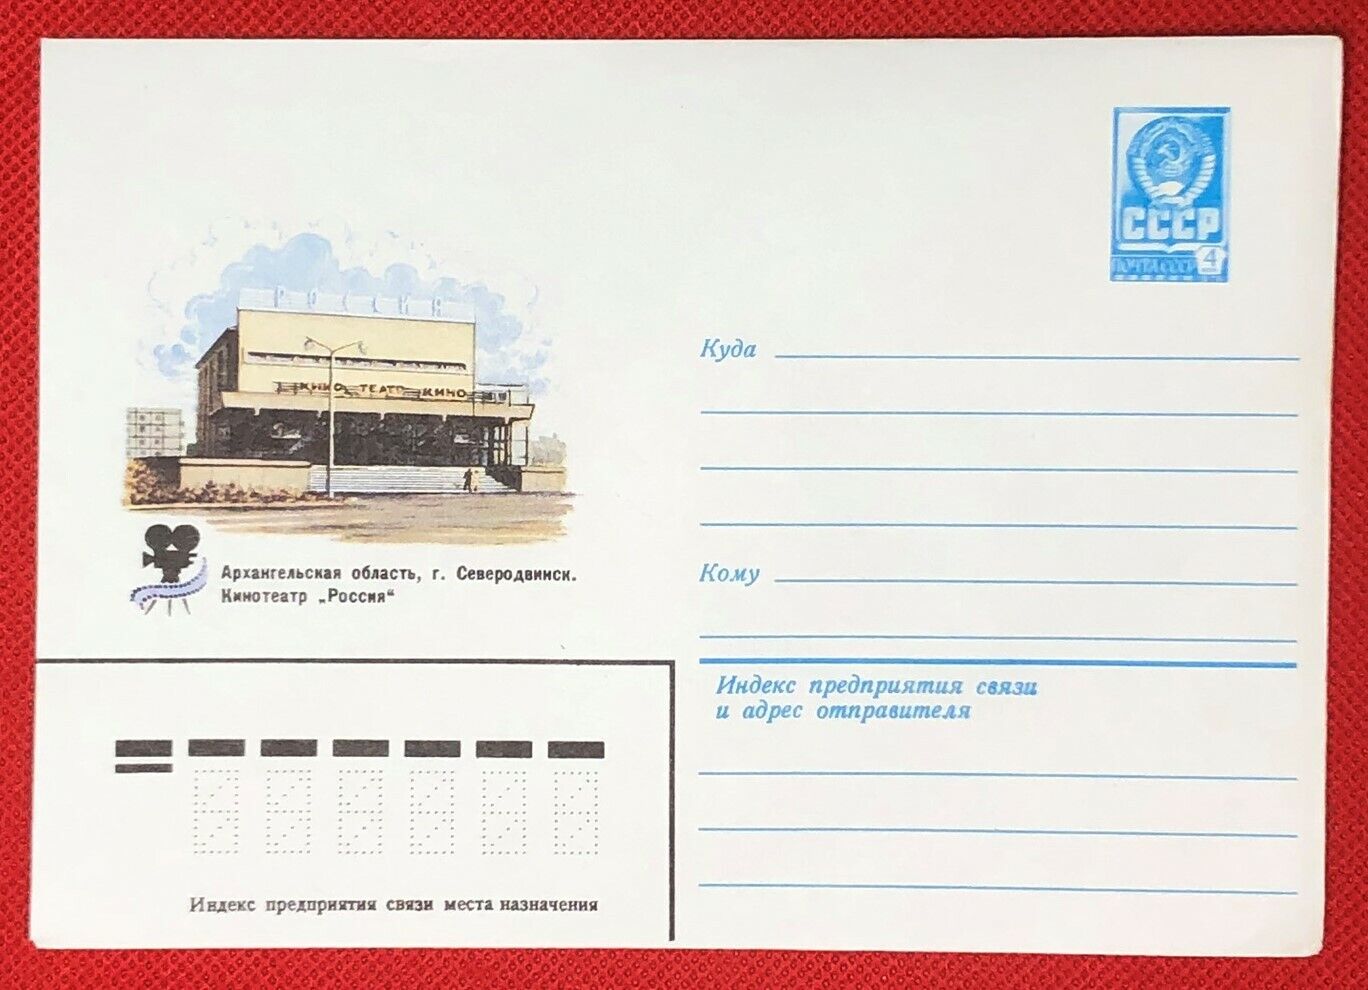 СССР
ПОЧТА СССР 4
РОССИЯ
КИНО ТЕАТР КИНО
Архангельская область, г. Северодвинск.
Кинотеатр „Россия“
Куда
Кому
Индекс предприятия связи
и адрес отправителя
Индекс предприятия связи места назначения